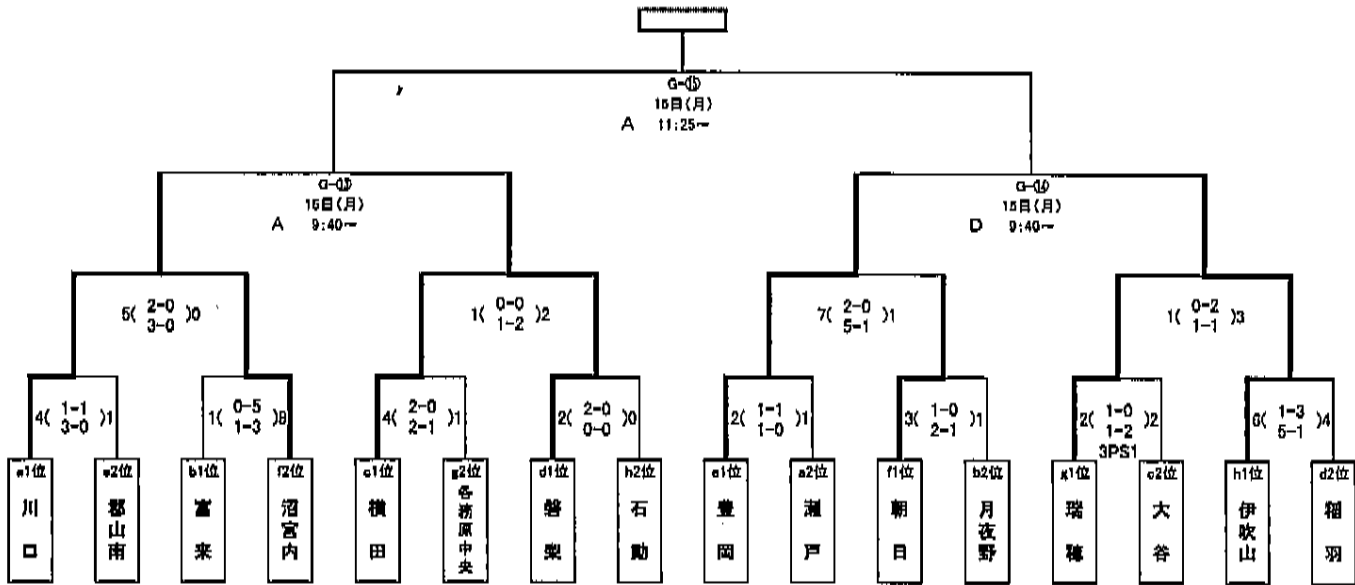 G-⑮
15日(月)
A 11:25~
G-⑬
15日(月)
A 9:40~
G-⑭
15日(月)
D 9:40~
5( 2-0 )0
3-0
1( 0-0 )2
1-2
7( 2-0 )1
5-1
1( 0-2 )3
1-1
4( 1-1 )1
3-0
1( 0-5 )8
1-3
4( 2-0 )1
2-1
2( 2-0 )0
0-0
2( 1-1 )1
1-0
3( 1-0 )1
2-1
2( 1-0 )2
1-2
3PS1
6( 1-3 )4
5-1
a1位
川口
e2位
郡山南
b1位
富来
f2位
沼宮内
c1位
横田
g2位
各務原中央
d1位
磐梨
h2位
石動
e1位
豊岡
a2位
瀬戸
f1位
朝日
b2位
月夜野
g1位
瑞穂
c2位
大谷
h1位
伊吹山
d2位
稲羽